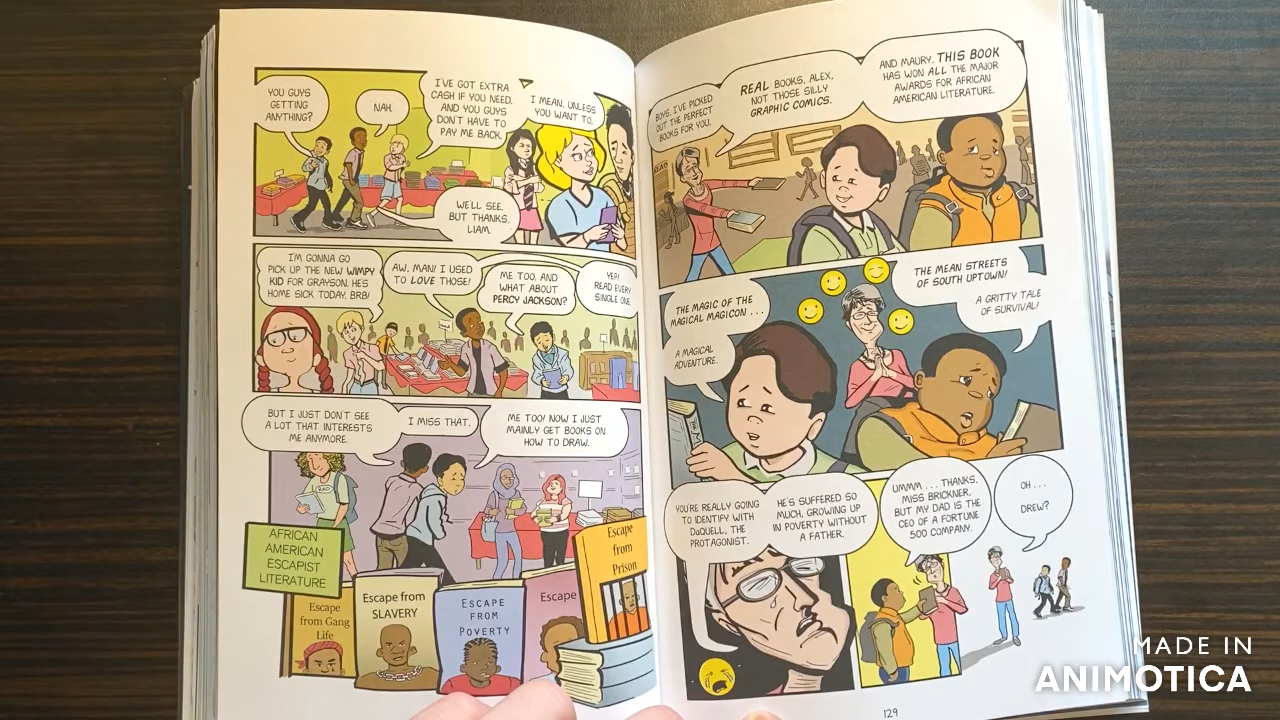 YOU GUYS
GETTING
ANYTHING?
NAH.
I'VE GOT EXTRA
CASH IF YOU NEED.
AND YOU GUYS
DON'T HAVE TO
PAY ME BACK.
I MEAN, UNLESS
YOU WANT TO.
WE'LL SEE.
BUT THANKS,
LIAM.
I'M GONNA GO
PICK UP THE NEW WIMPY
KID FOR GRAYSON. HE'S
HOME SICK TODAY. BRB!
AW, MAN! I USED
TO LOVE THOSE!
ME TOO. AND
WHAT ABOUT
PERCY JACKSON?
YEP!
READ EVERY
SINGLE ONE.
BUT I JUST DON'T SEE
A LOT THAT INTERESTS
ME ANYMORE.
I MISS THAT.
ME TOO! NOW I JUST
MAINLY GET BOOKS ON
HOW TO DRAW.
READ
AFRICAN
AMERICAN
ESCAPIST
LITERATURE
Escape
from Gang
Life
Escape from
SLAVERY
ESCAPE
FROM
POVERTY
Escape
Escape
from
Prison
BOYS, I'VE PICKED
OUT THE PERFECT
BOOKS FOR YOU.
REAL BOOKS, ALEX,
NOT THOSE SILLY
GRAPHIC COMICS.
AND MAURY, THIS BOOK
HAS WON ALL THE MAJOR
AWARDS FOR AFRICAN
AMERICAN LITERATURE.
READ
THE MAGIC OF THE
MAGICAL MAGICON . . .
A MAGICAL
ADVENTURE.
THE MEAN STREETS
OF SOUTH UPTOWN!
A GRITTY TALE
OF SURVIVAL!
YOU'RE REALLY GOING
TO IDENTIFY WITH
DaQUELL, THE
PROTAGONIST.
HE'S SUFFERED SO
MUCH, GROWING UP
IN POVERTY WITHOUT
A FATHER.
UMMM . . . THANKS,
MISS BRICKNER,
BUT MY DAD IS THE
CEO OF A FORTUNE
500 COMPANY.
OH . . .
DREW?
129
MADE IN
ANIMOTICA